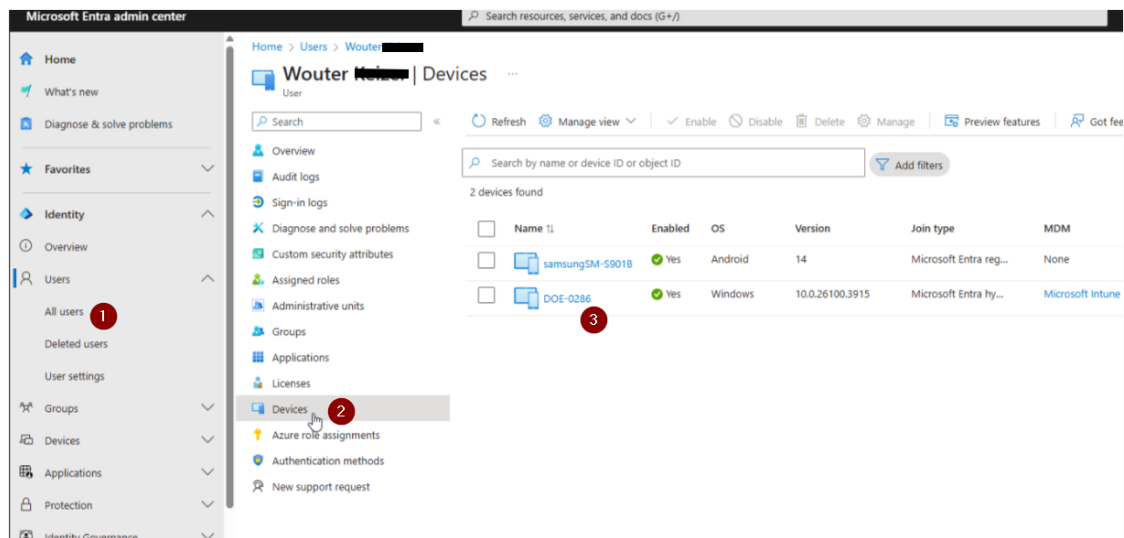 Microsoft Entra admin center
Search resources, services, and docs (G+/)
Home
What's new
Diagnose & solve problems
Favorites
Identity
Overview
Users
All users 1
Deleted users
User settings
Groups
Devices
Applications
Protection
Identity Governance
Home > Users > Wouter
Wouter | Devices ...
User
Search
«
Overview
Audit logs
Sign-in logs
Diagnose and solve problems
Custom security attributes
Assigned roles
Administrative units
Groups
Applications
Licenses
Devices 2
Azure role assignments
Authentication methods
New support request
Refresh Manage view Enable Disable Delete Manage Preview features Got fee
Search by name or device ID or object ID
Add filters
2 devices found
Name ↑↓ Enabled OS Version Join type MDM
samsungSM-S901B Yes Android 14 Microsoft Entra reg... None
DOE-0286 Yes Windows 10.0.26100.3915 Microsoft Entra hy... Microsoft Intune
3